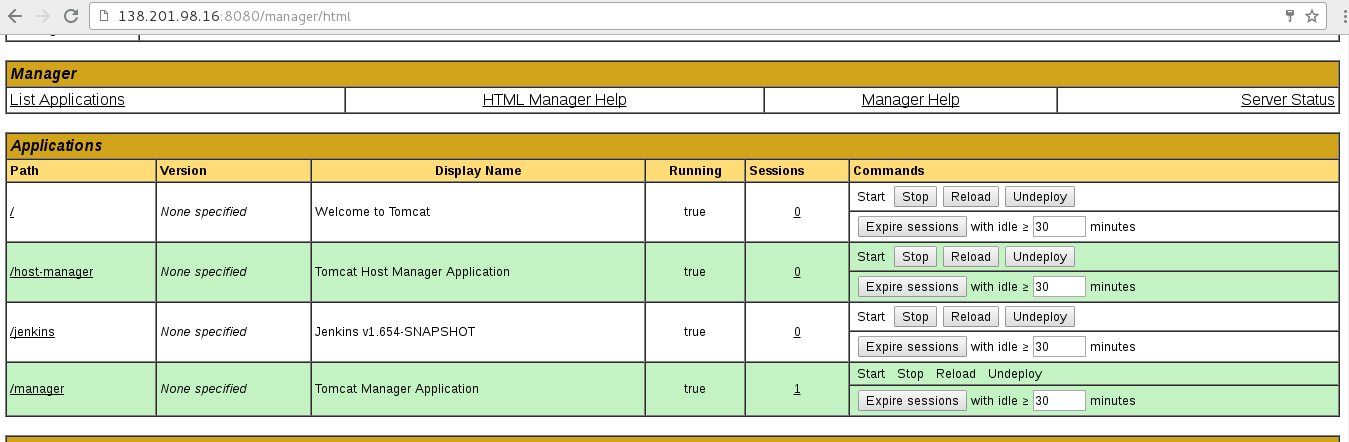 138.201.98.16:8080/manager/html
Manager
List Applications HTML Manager Help Manager Help Server Status
Applications
Path Version Display Name Running Sessions Commands
/ None specified Welcome to Tomcat true 0 Start Stop Reload Undeploy
Expire sessions with idle ≥ 30 minutes
/host-manager None specified Tomcat Host Manager Application true 0 Start Stop Reload Undeploy
Expire sessions with idle ≥ 30 minutes
/jenkins None specified Jenkins v1.654-SNAPSHOT true 0 Start Stop Reload Undeploy
Expire sessions with idle ≥ 30 minutes
/manager None specified Tomcat Manager Application true 1 Start Stop Reload Undeploy
Expire sessions with idle ≥ 30 minutes